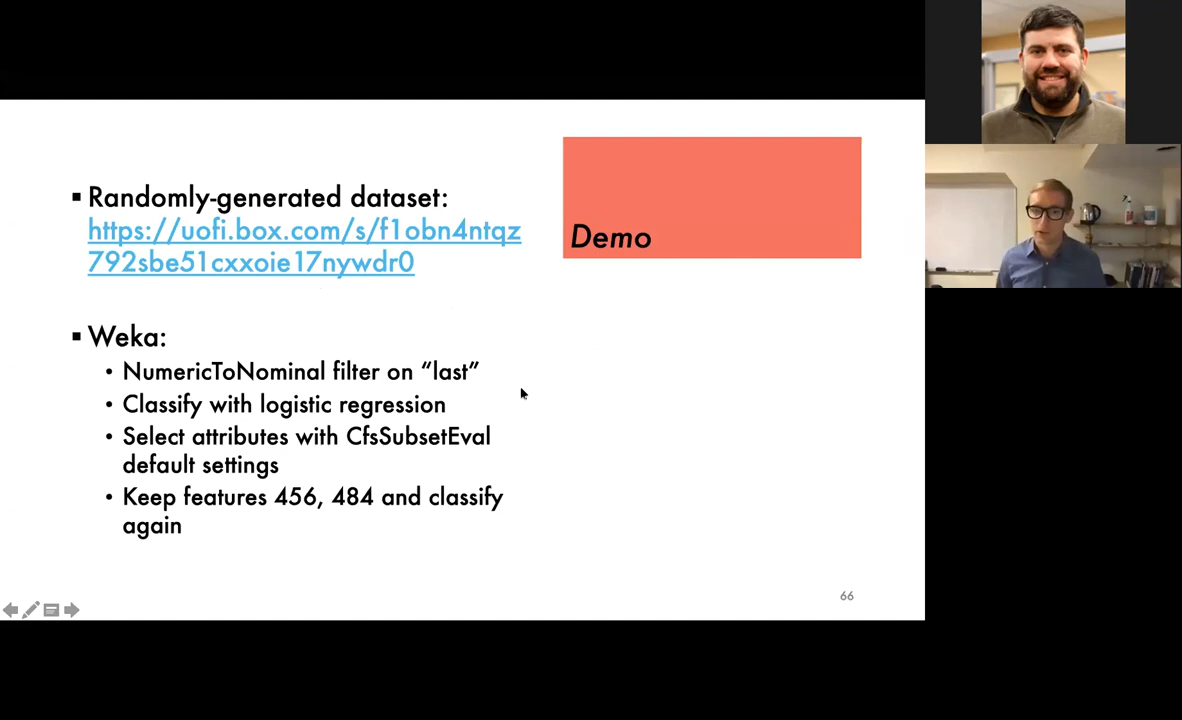 Randomly-generated dataset:
https://uofi.box.com/s/f1obn4ntqz
792sbe51cxxoie17nywdr0
Demo
Weka:
NumericToNominal filter on “last”
Classify with logistic regression
Select attributes with CfsSubsetEval
default settings
Keep features 456, 484 and classify
again
66